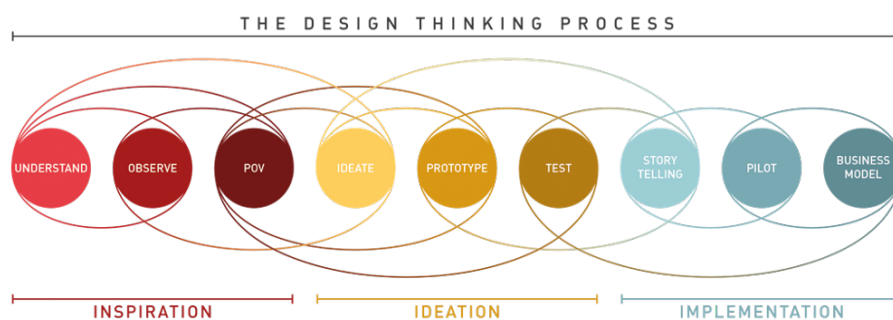 THE DESIGN THINKING PROCESS
UNDERSTAND
OBSERVE
POV
IDEATE
PROTOTYPE
TEST
STORY
TELLING
PILOT
BUSINESS
MODEL
INSPIRATION
IDEATION
IMPLEMENTATION